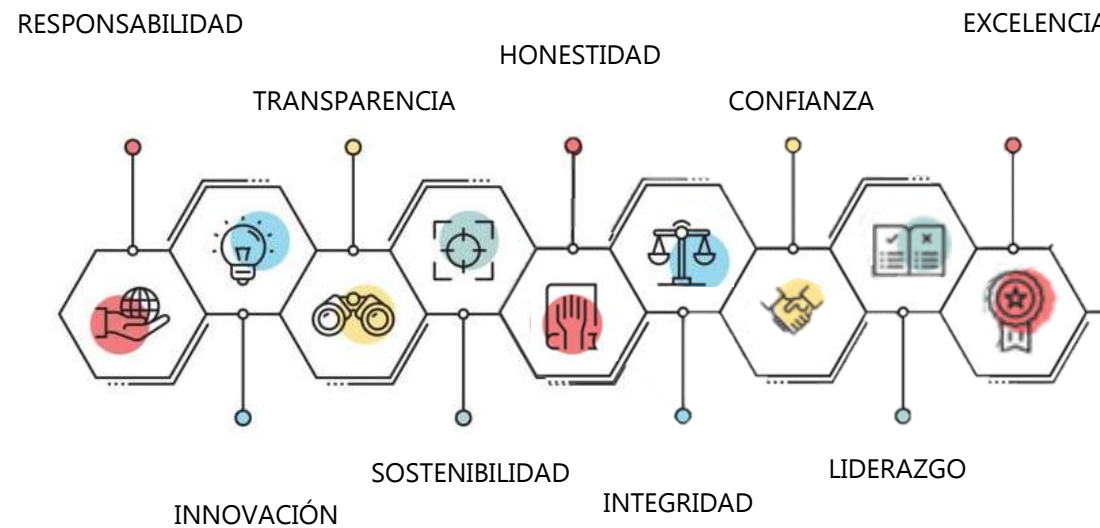 RESPONSABILIDAD
EXCELENCIA
HONESTIDAD
TRANSPARENCIA
CONFIANZA
SOSTENIBILIDAD
LIDERAZGO
INTEGRIDAD
INNOVACIÓN